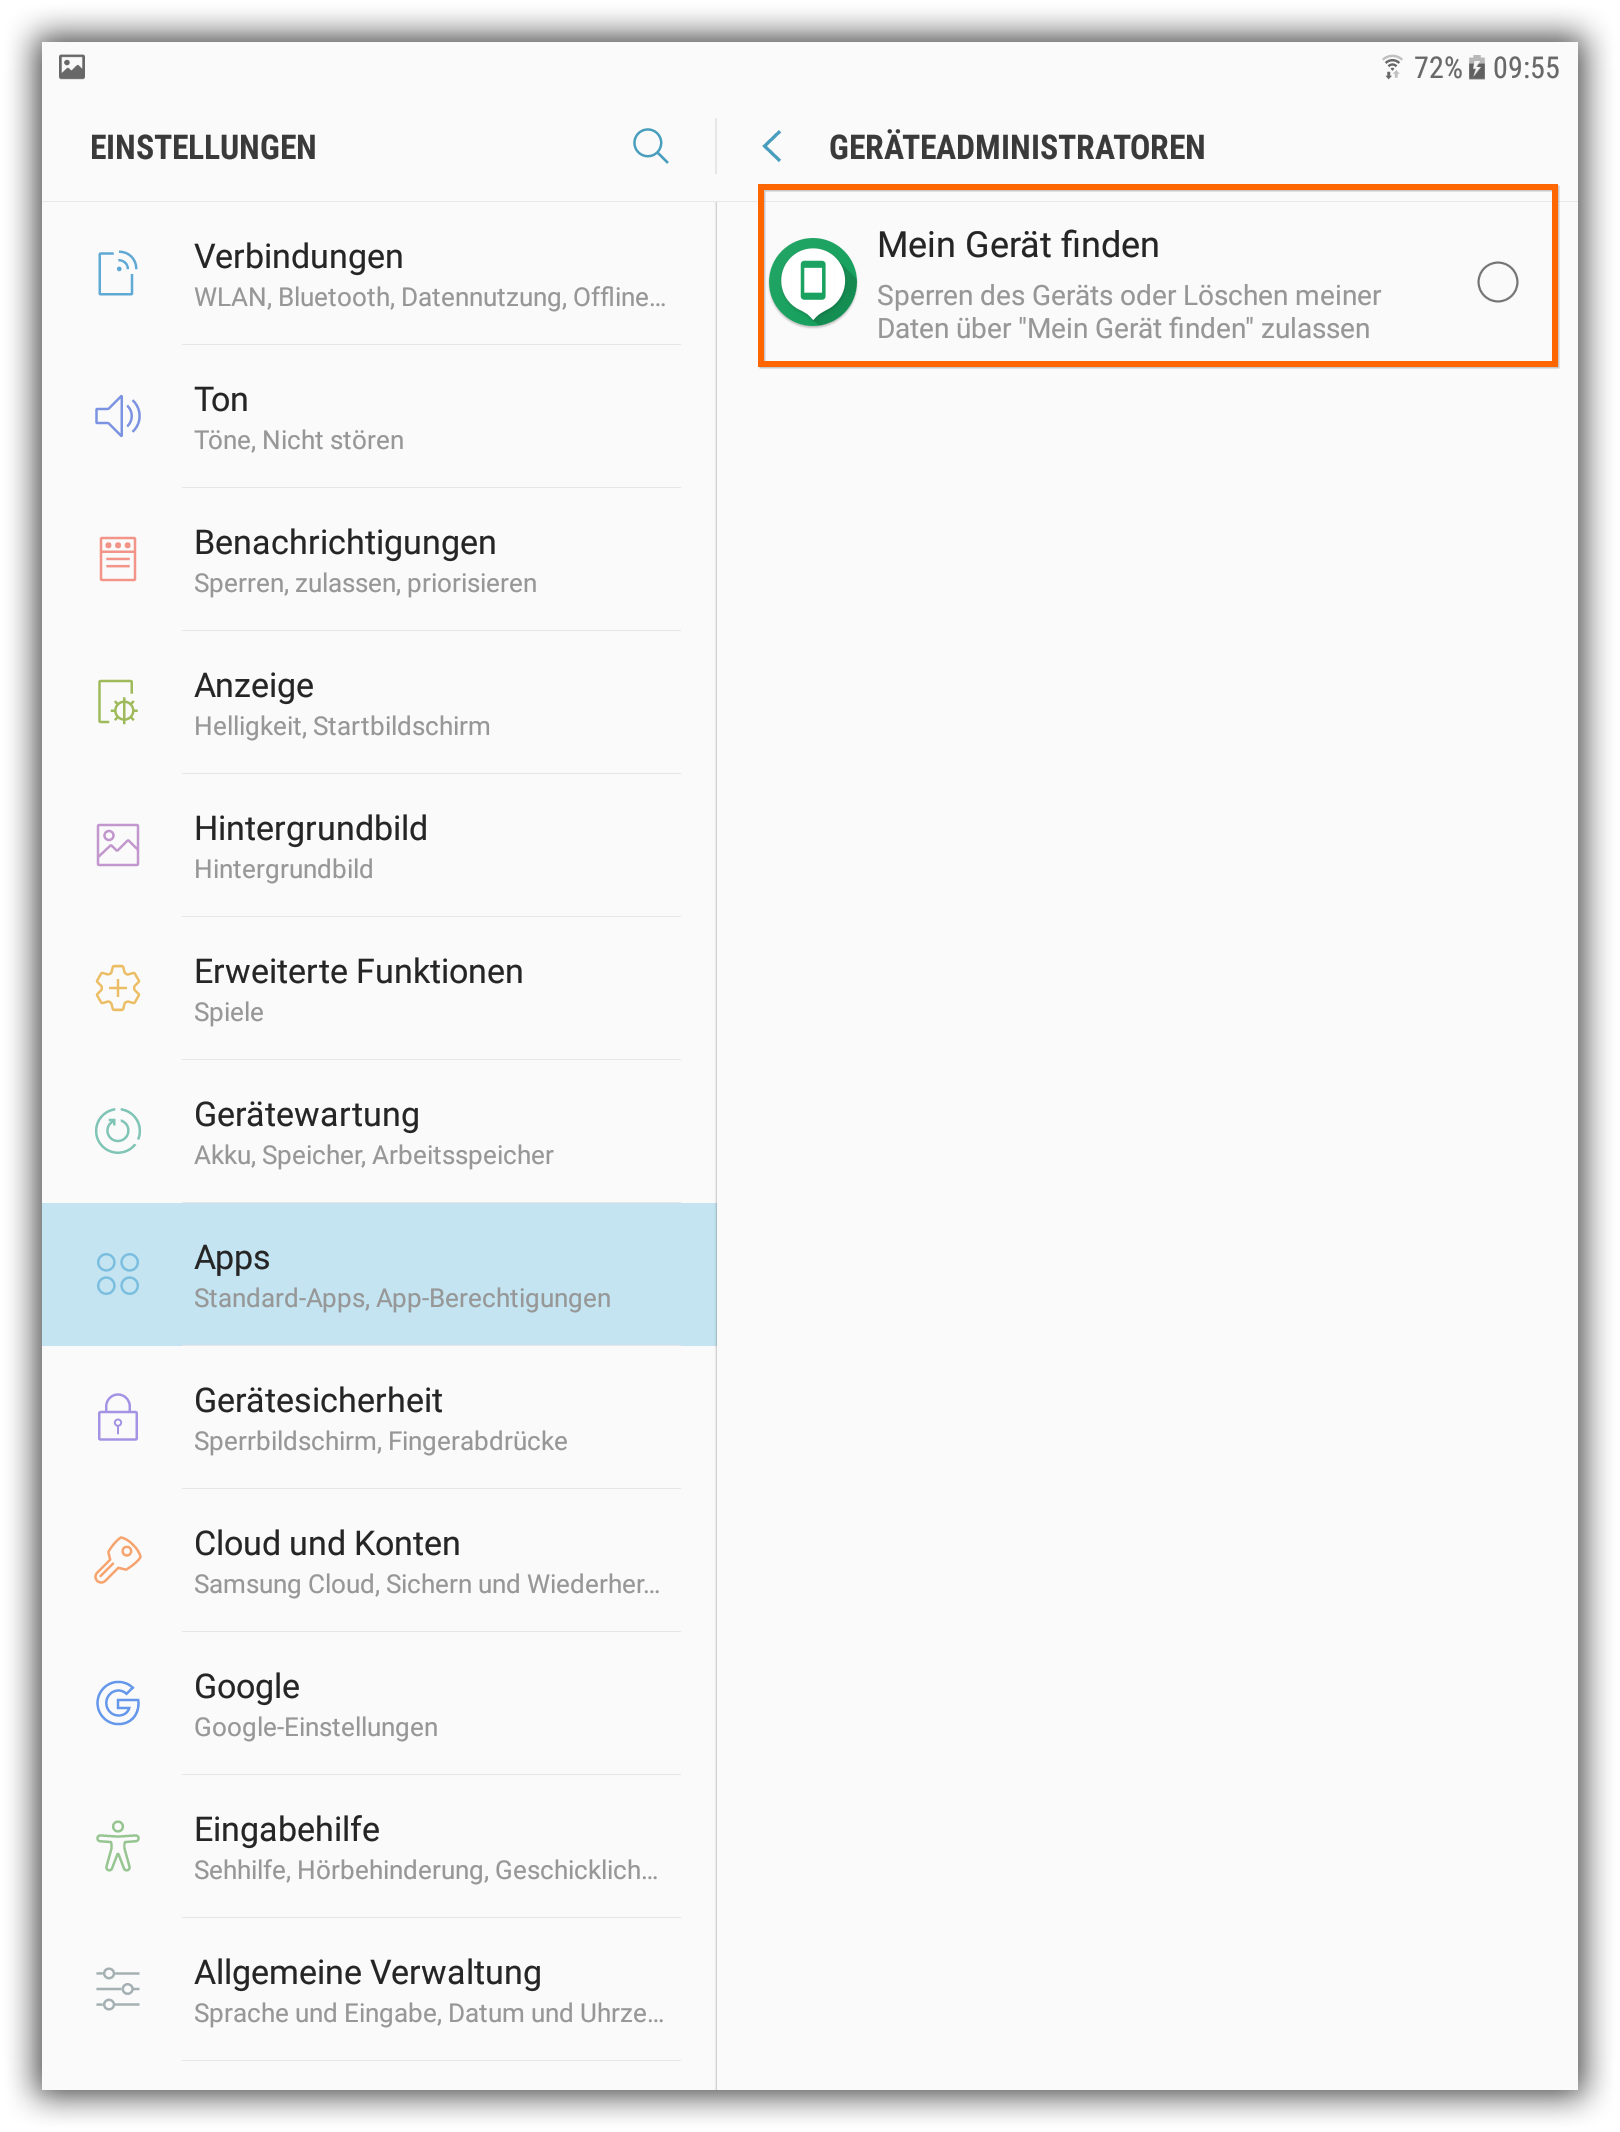 72% 09:55
EINSTELLUNGEN
Verbindungen
WLAN, Bluetooth, Datennutzung, Offline...
Ton
Töne, Nicht stören
Benachrichtigungen
Sperren, zulassen, priorisieren
Anzeige
Helligkeit, Startbildschirm
Hintergrundbild
Hintergrundbild
Erweiterte Funktionen
Spiele
Gerätewartung
Akku, Speicher, Arbeitsspeicher
Apps
Standard-Apps, App-Berechtigungen
Gerätesicherheit
Sperrbildschirm, Fingerabdrücke
Cloud und Konten
Samsung Cloud, Sichern und Wiederher...
Google
Google-Einstellungen
Eingabehilfe
Sehhilfe, Hörbehinderung, Geschicklich...
Allgemeine Verwaltung
Sprache und Eingabe, Datum und Uhrze...
GERÄTEADMINISTRATOREN
Mein Gerät finden
Sperren des Geräts oder Löschen meiner
Daten über "Mein Gerät finden" zulassen